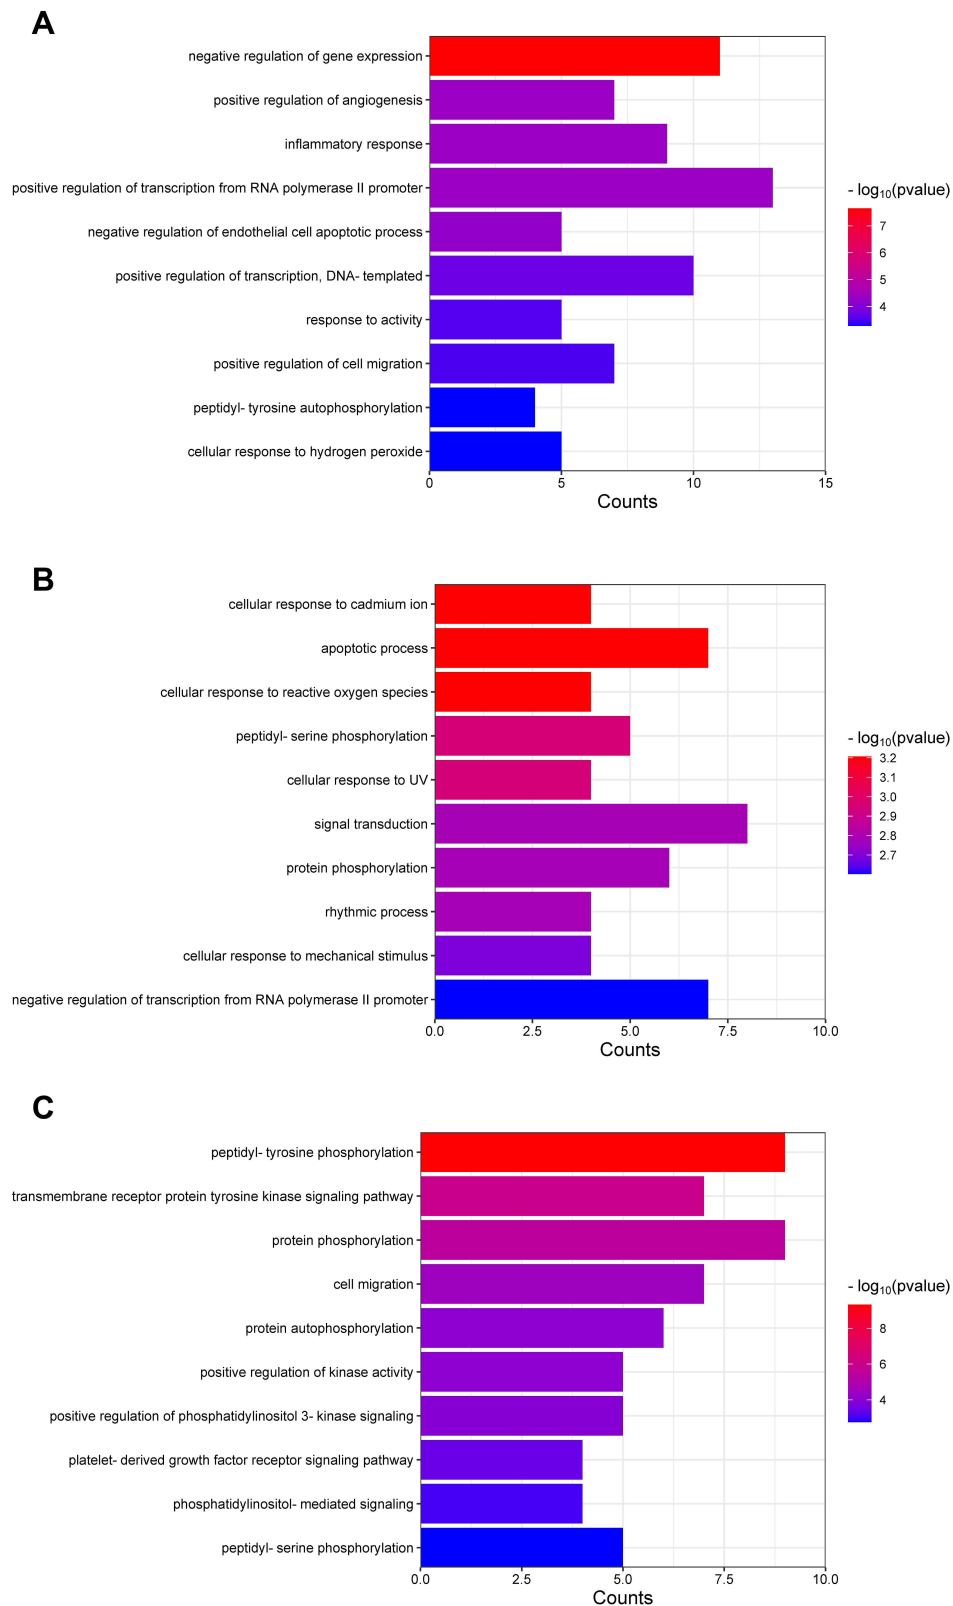 A
negative regulation of gene expression
positive regulation of angiogenesis
inflammatory response
positive regulation of transcription from RNA polymerase II promoter
negative regulation of endothelial cell apoptotic process
positive regulation of transcription, DNA- templated
response to activity
positive regulation of cell migration
peptidyl- tyrosine autophosphorylation
cellular response to hydrogen peroxide
0 5 10 15
Counts
- log₁₀(pvalue)
7
6
5
4
B
cellular response to cadmium ion
apoptotic process
cellular response to reactive oxygen species
peptidyl- serine phosphorylation
cellular response to UV
signal transduction
protein phosphorylation
rhythmic process
cellular response to mechanical stimulus
negative regulation of transcription from RNA polymerase II promoter
0.0 2.5 5.0 7.5 10.0
Counts
- log₁₀(pvalue)
3.2
3.1
3.0
2.9
2.8
2.7
C
peptidyl- tyrosine phosphorylation
transmembrane receptor protein tyrosine kinase signaling pathway
protein phosphorylation
cell migration
protein autophosphorylation
positive regulation of kinase activity
positive regulation of phosphatidylinositol 3- kinase signaling
platelet- derived growth factor receptor signaling pathway
phosphatidylinositol- mediated signaling
peptidyl- serine phosphorylation
0.0 2.5 5.0 7.5 10.0
Counts
- log₁₀(pvalue)
8
6
4